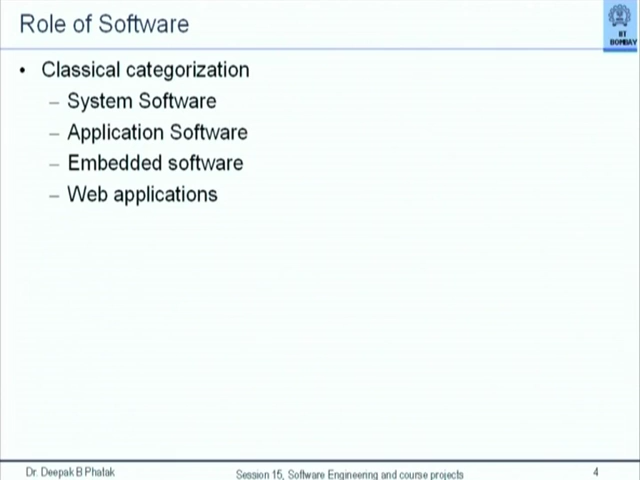 Role of Software
IIT
BOMBAY
• Classical categorization
– System Software
– Application Software
– Embedded software
– Web applications
Dr. Deepak B Phatak
Session 15, Software Engineering and course projects
4